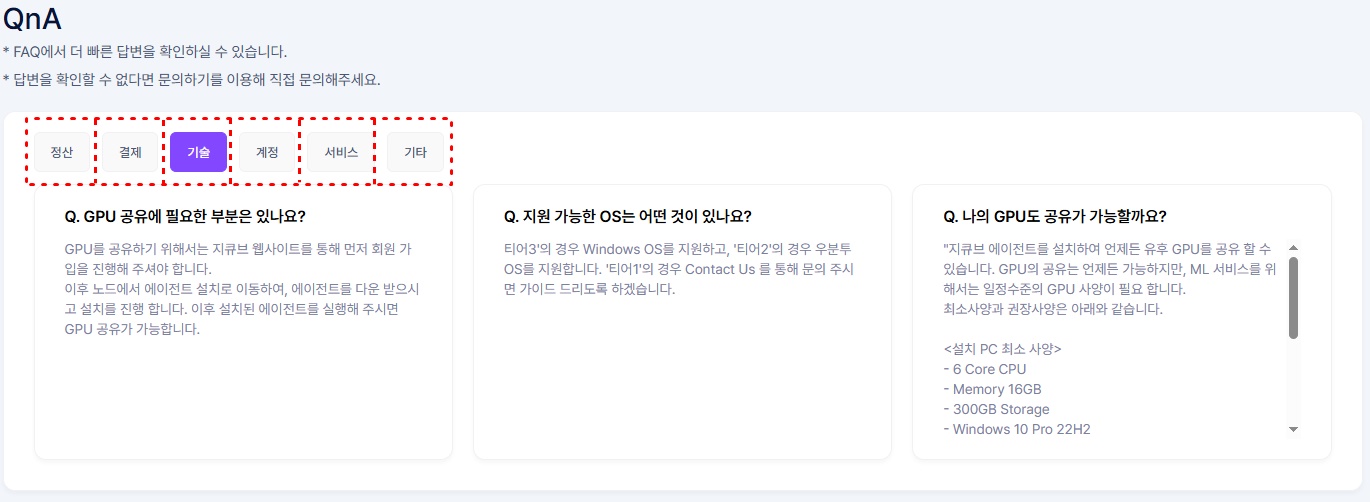 QnA
* FAQ에서 더 빠른 답변을 확인하실 수 있습니다.
* 답변을 확인할 수 없다면 문의하기를 이용해 직접 문의해주세요.
정산 결제 기술 계정 서비스 기타
Q. GPU 공유에 필요한 부분은 있나요?
GPU를 공유하기 위해서는 지큐브 웹사이트를 통해 먼저 회원 가
입을 진행해 주셔야 합니다.
이후 노드에서 에이전트 설치로 이동하여, 에이전트를 다운 받으시
고 설치를 진행 합니다. 이후 설치된 에이전트를 실행해 주시면
GPU 공유가 가능합니다.
Q. 지원 가능한 OS는 어떤 것이 있나요?
티어3'의 경우 Windows OS를 지원하고, '티어2'의 경우 우분투
OS를 지원합니다. '티어1'의 경우 Contact Us 를 통해 문의 주시
면 가이드 드리도록 하겠습니다.
Q. 나의 GPU도 공유가 가능할까요?
"지큐브 에이전트를 설치하여 언제든 유휴 GPU를 공유 할 수
있습니다. GPU의 공유는 언제든 가능하지만, ML 서비스를 위
해서는 일정수준의 GPU 사양이 필요 합니다.
최소사양과 권장사양은 아래와 같습니다.
<설치 PC 최소 사양>
- 6 Core CPU
- Memory 16GB
- 300GB Storage
- Windows 10 Pro 22H2